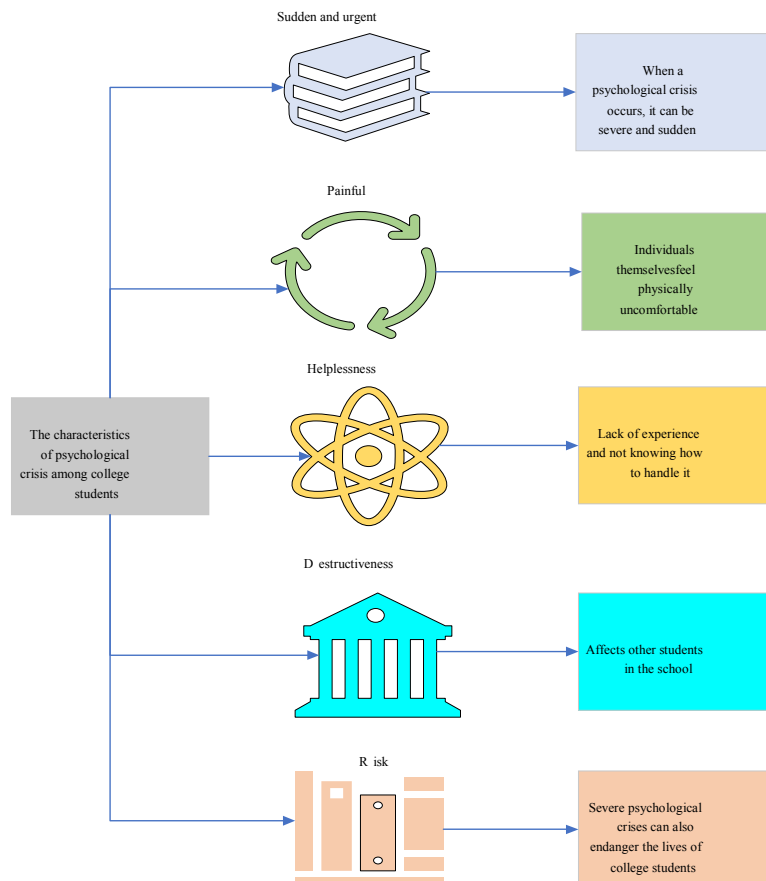 Sudden and urgent
When a
psychological crisis
occurs, it can be
severe and sudden
Painful
Individuals
themselvesfeel
physically
uncomfortable
Helplessness
The characteristics
of psychological
crisis among college
students
Lack of experience
and not knowing how
to handle it
D estructiveness
Affects other students
in the school
R isk
Severe psychological
crises can also
endanger the lives of
college students